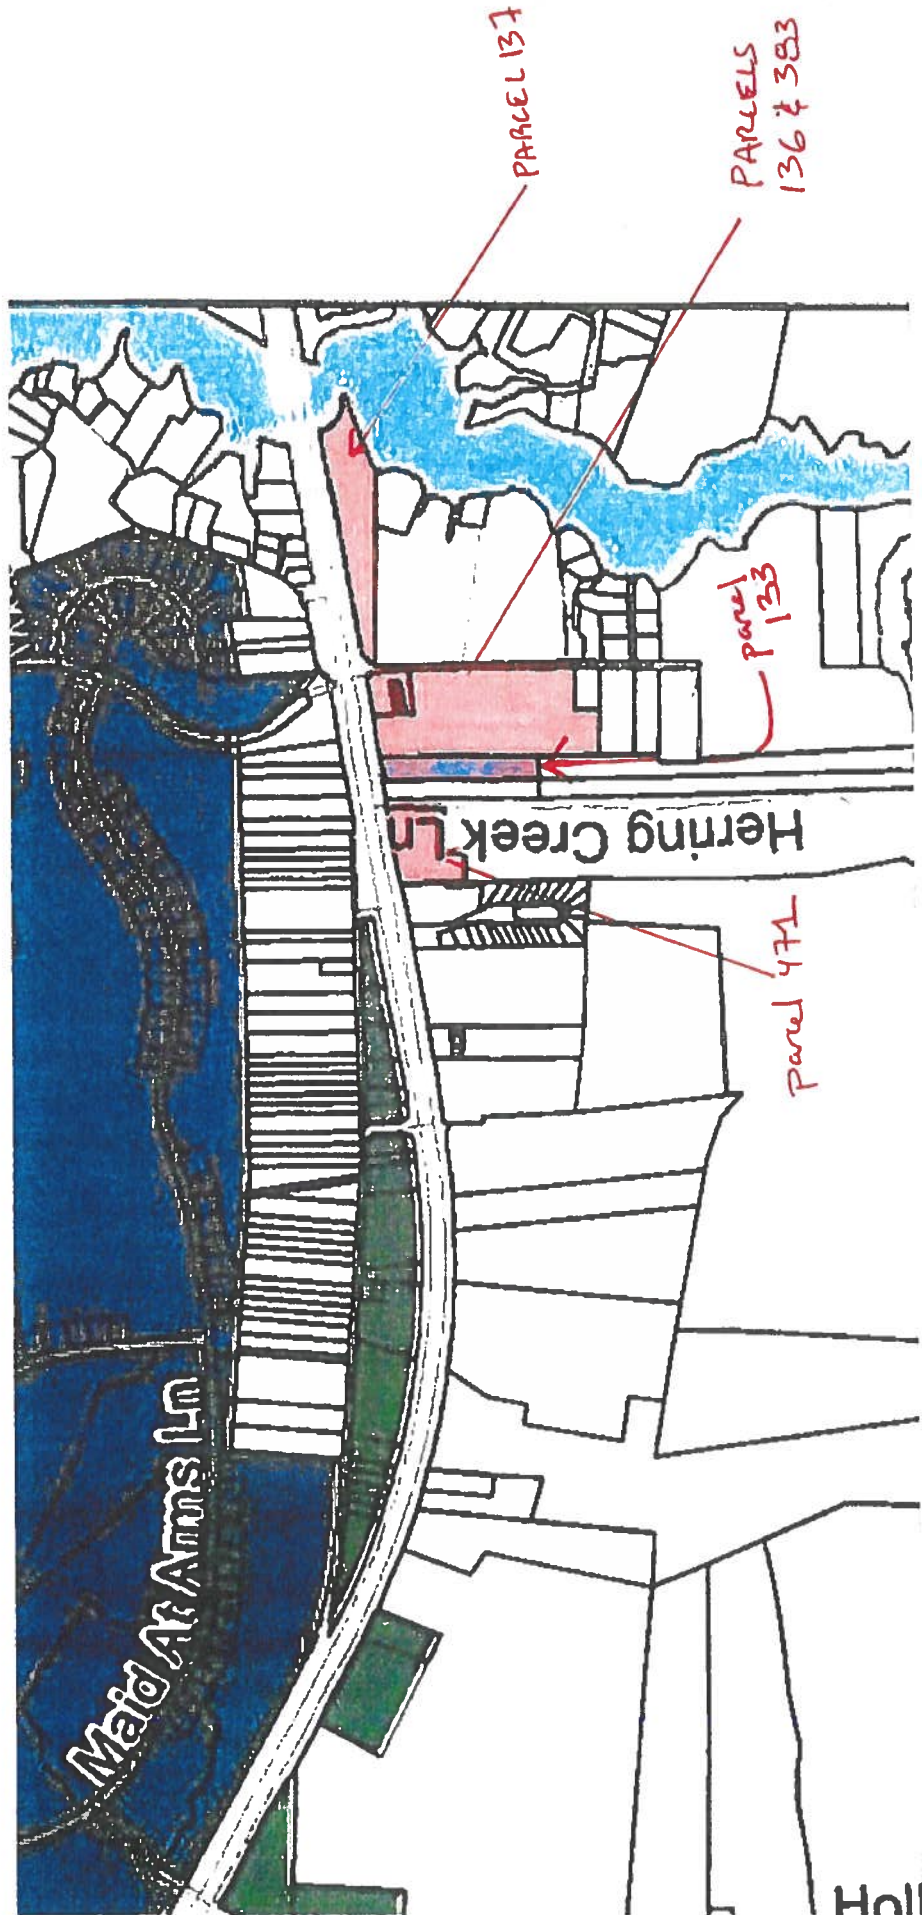 PARCEL 137
PARCELS
136 & 383
parcel
133
Herring Creek Ln
parcel 471
Maid At Arms Ln
Holl